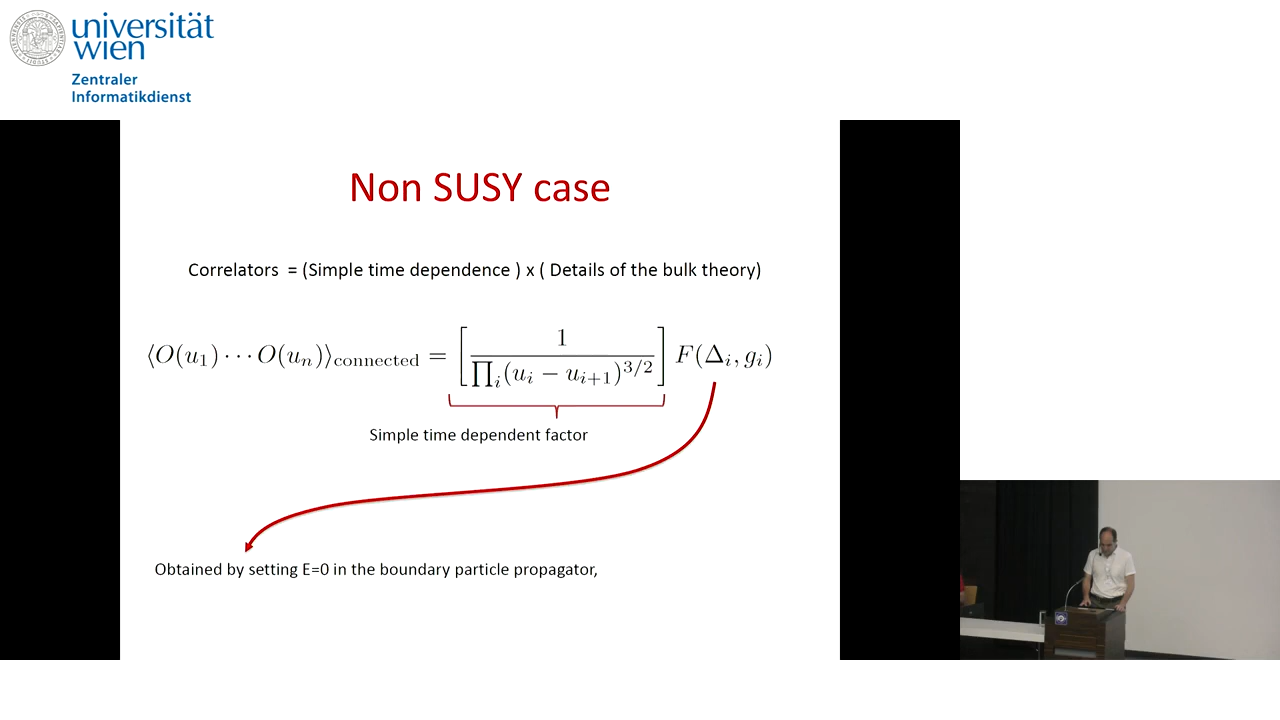 universität
wien
Zentraler
Informatikdienst
Non SUSY case
Correlators = (Simple time dependence ) x ( Details of the bulk theory)
⟨O(u₁) ⋯ O(uₙ)⟩connected = [ 1 / ∏ᵢ(uᵢ − uᵢ₊₁)^{3/2} ] F(Δᵢ, gᵢ)
Simple time dependent factor
Obtained by setting E=0 in the boundary particle propagator,